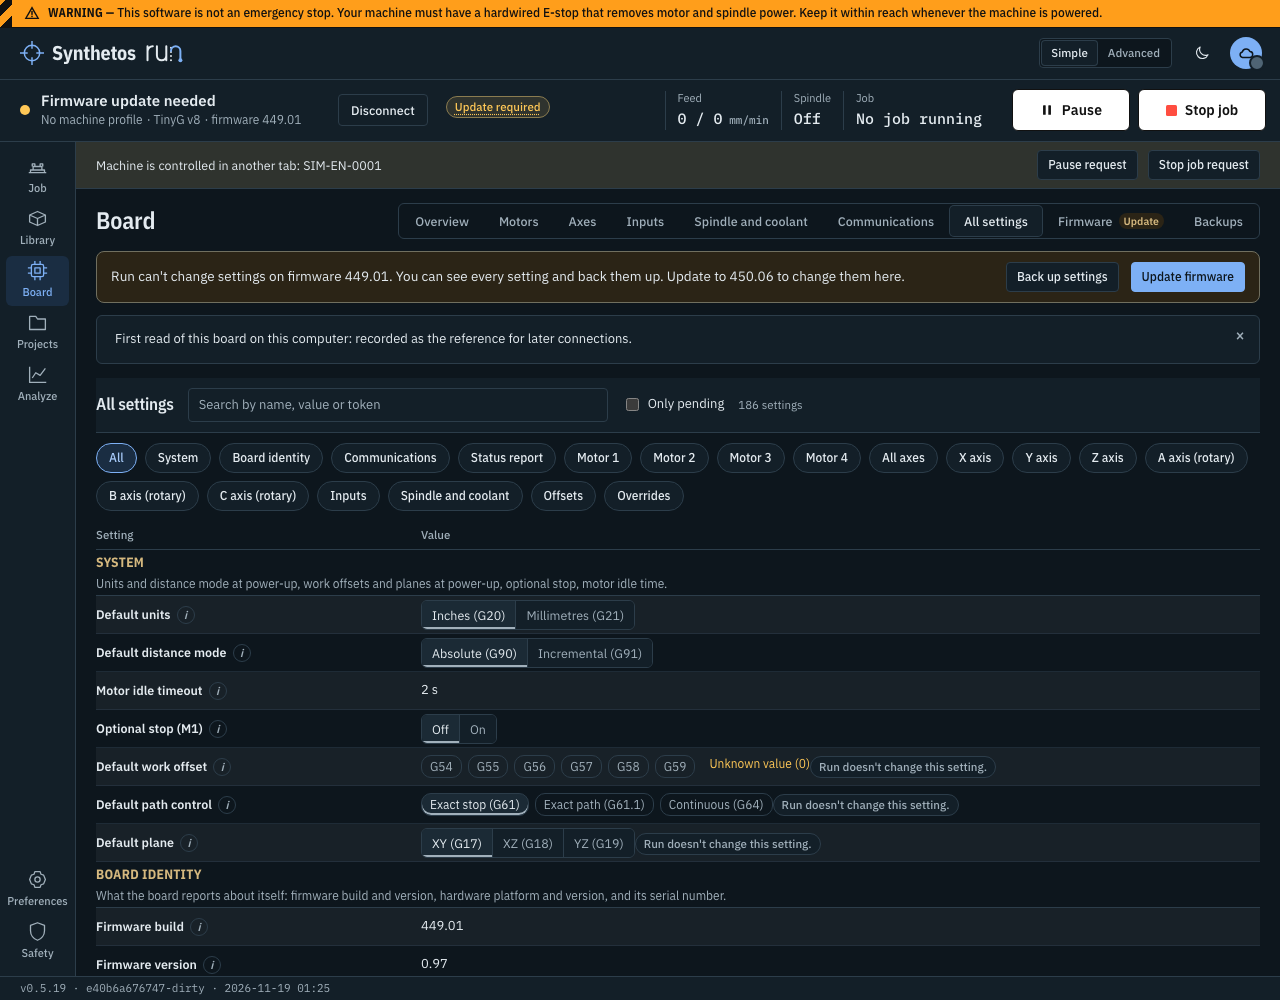 WARNING — This software is not an emergency stop. Your machine must have a hardwired E-stop that removes motor and spindle power. Keep it within reach whenever the machine is powered.
Synthetos run
Simple Advanced
Firmware update needed
No machine profile · TinyG v8 · firmware 449.01
Disconnect
Update required
Feed
0 / 0 mm/min
Spindle
Off
Job
No job running
Pause
Stop job
Machine is controlled in another tab: SIM-EN-0001
Pause request
Stop job request
Job
Library
Board
Projects
Analyze
Preferences
Safety
Board
Overview Motors Axes Inputs Spindle and coolant Communications All settings Firmware Update Backups
Run can't change settings on firmware 449.01. You can see every setting and back them up. Update to 450.06 to change them here.
Back up settings
Update firmware
First read of this board on this computer: recorded as the reference for later connections.
×
All settings
Search by name, value or token
Only pending
186 settings
All System Board identity Communications Status report Motor 1 Motor 2 Motor 3 Motor 4 All axes X axis Y axis Z axis A axis (rotary)
B axis (rotary) C axis (rotary) Inputs Spindle and coolant Offsets Overrides
Setting Value
SYSTEM
Units and distance mode at power-up, work offsets and planes at power-up, optional stop, motor idle time.
Default units i Inches (G20) Millimetres (G21)
Default distance mode i Absolute (G90) Incremental (G91)
Motor idle timeout i 2 s
Optional stop (M1) i Off On
Default work offset i G54 G55 G56 G57 G58 G59 Unknown value (0) Run doesn't change this setting.
Default path control i Exact stop (G61) Exact path (G61.1) Continuous (G64) Run doesn't change this setting.
Default plane i XY (G17) XZ (G18) YZ (G19) Run doesn't change this setting.
BOARD IDENTITY
What the board reports about itself: firmware build and version, hardware platform and version, and its serial number.
Firmware build i 449.01
Firmware version i 0.97
v0.5.19 · e40b6a676747-dirty · 2026-11-19 01:25